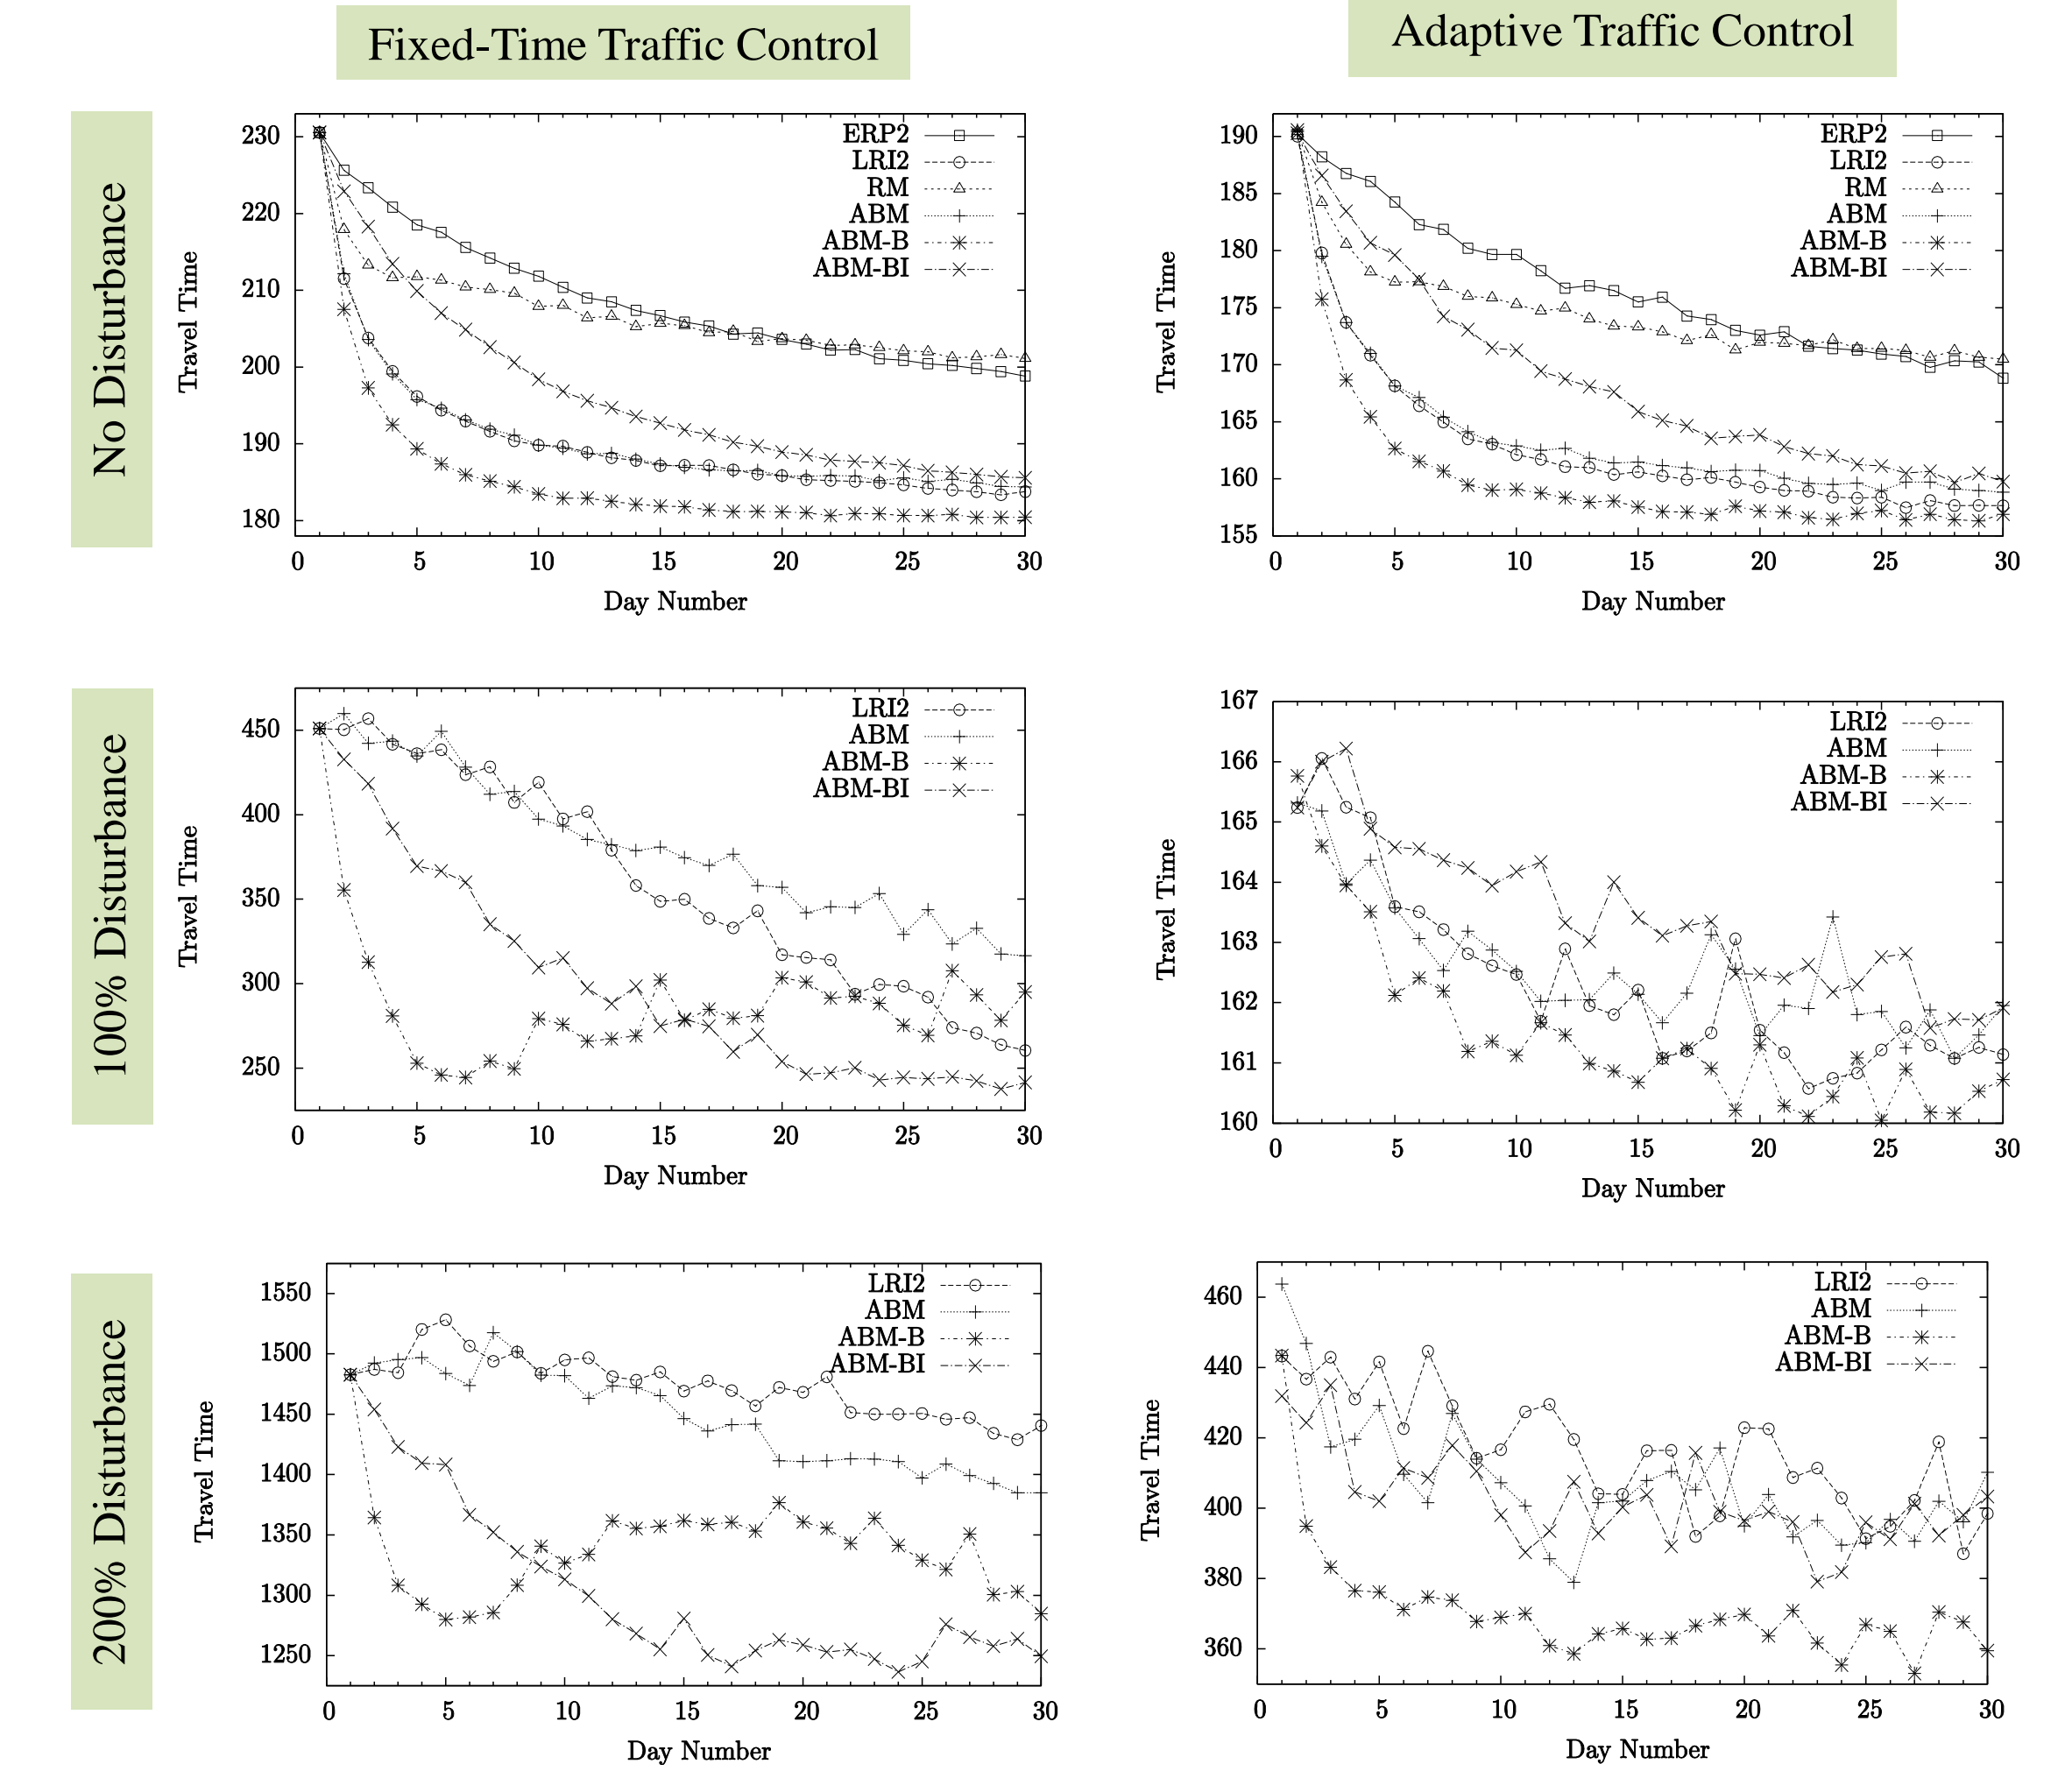 Fixed-Time Traffic Control
Adaptive Traffic Control
No Disturbance
Travel Time
230
220
210
200
190
180
ERP2
LRI2
RM
ABM
ABM-B
ABM-BI
0 5 10 15 20 25 30
Day Number
Travel Time
190
185
180
175
170
165
160
155
ERP2
LRI2
RM
ABM
ABM-B
ABM-BI
0 5 10 15 20 25 30
Day Number
100% Disturbance
Travel Time
450
400
350
300
250
LRI2
ABM
ABM-B
ABM-BI
0 5 10 15 20 25 30
Day Number
Travel Time
167
166
165
164
163
162
161
160
LRI2
ABM
ABM-B
ABM-BI
0 5 10 15 20 25 30
Day Number
200% Disturbance
Travel Time
1550
1500
1450
1400
1350
1300
1250
LRI2
ABM
ABM-B
ABM-BI
0 5 10 15 20 25 30
Day Number
Travel Time
460
440
420
400
380
360
LRI2
ABM
ABM-B
ABM-BI
0 5 10 15 20 25 30
Day Number